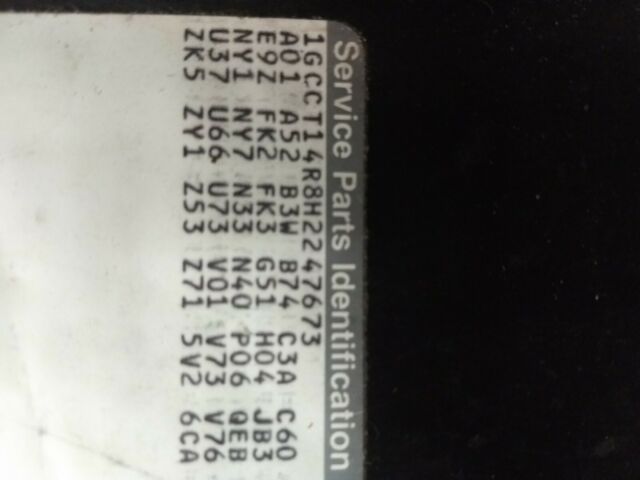 Service Parts Identification
1GCCT14R8H2247673
A01 A52 B3W B74 C3A C60
E9Z FK2 FK3 G51 H04 JB3
NY1 NY7 N33 N40 P06 QEB
U37 U66 U73 V01 V73 V76
ZK5 ZY1 Z53 Z71 5V2 6CA